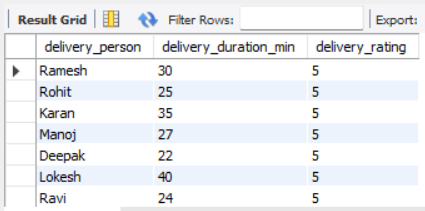 Result Grid Filter Rows: Export:
delivery_person delivery_duration_min delivery_rating
Ramesh 30 5
Rohit 25 5
Karan 35 5
Manoj 27 5
Deepak 22 5
Lokesh 40 5
Ravi 24 5